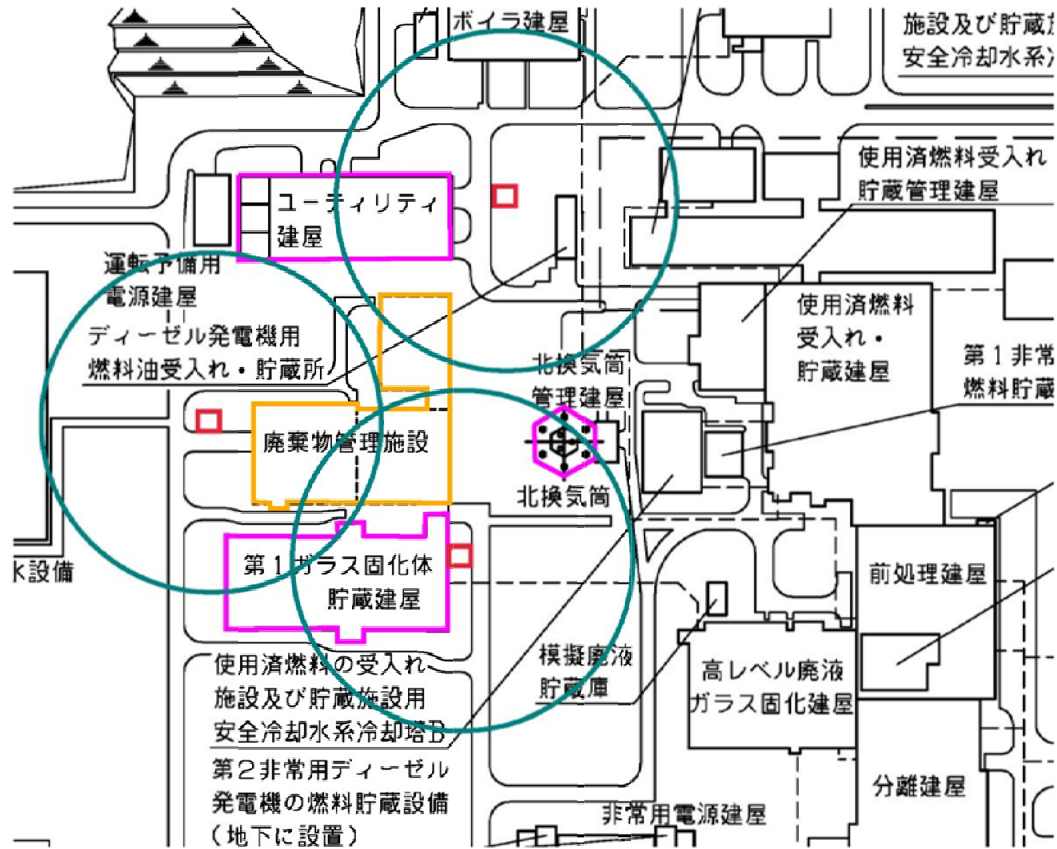 ボイラ建屋
施設及び貯蔵
安全冷却水系
使用済燃料受入れ
貯蔵管理建屋
ユーティリティ
建屋
運転予備用
電源建屋
ディーゼル発電機用
燃料油受入れ・貯蔵所
北換気筒
管理建屋
使用済燃料
受入れ・
貯蔵建屋
第1非常
燃料貯蔵
廃棄物管理施設
北換気筒
水設備
第1ガラス固化体
貯蔵建屋
前処理建屋
使用済燃料の受入れ
施設及び貯蔵施設用
安全冷却水系冷却塔B
模擬廃液
貯蔵庫
高レベル廃液
ガラス固化建屋
第2非常用ディーゼル
発電機の燃料貯蔵設備
(地下に設置)
分離建屋
非常用電源建屋